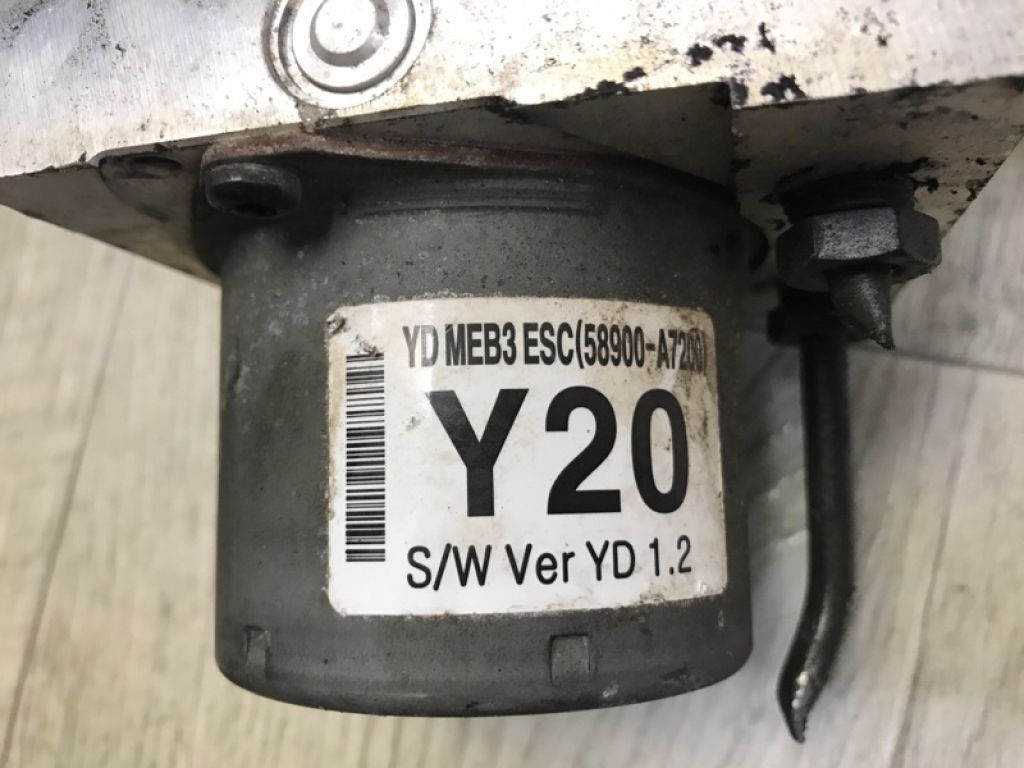 YD MEB3 ESC(58900-A7200)
Y20
S/W Ver YD 1.2